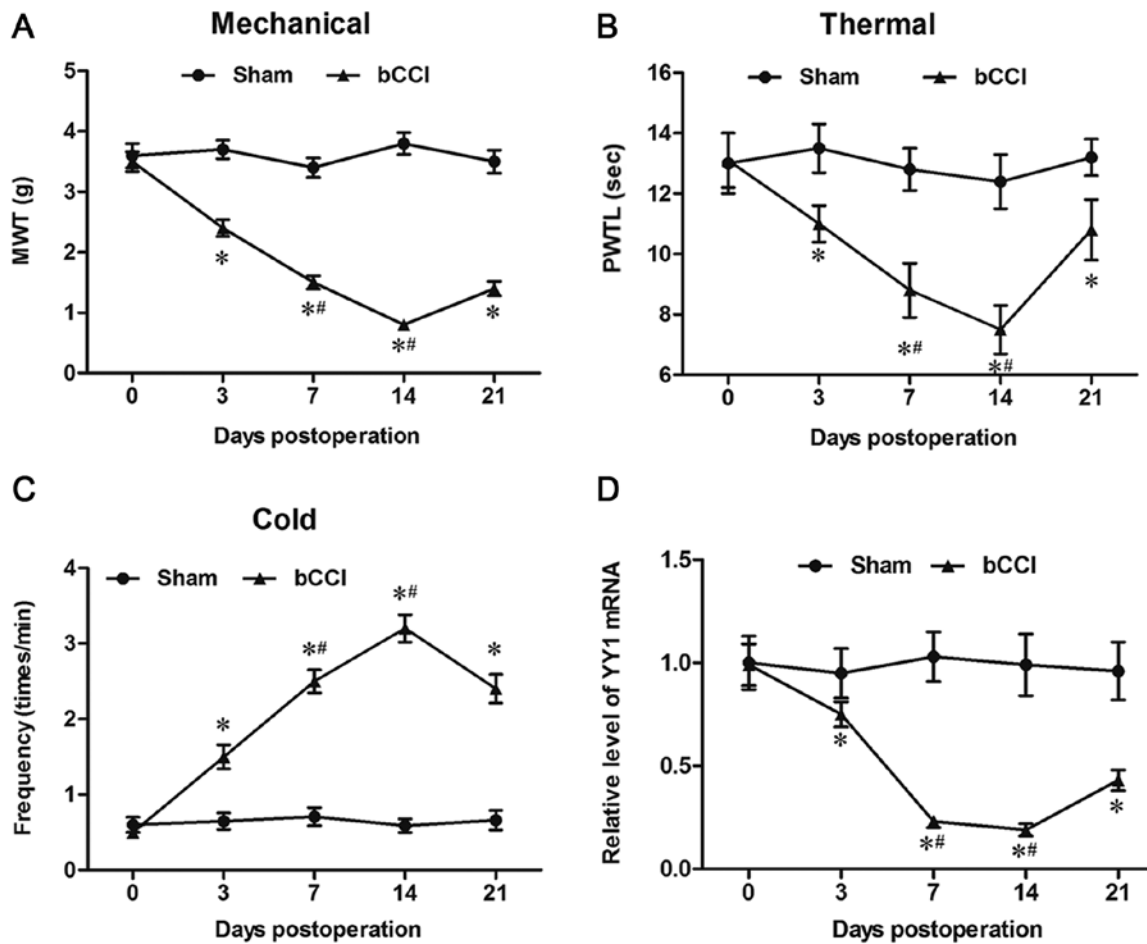 A
Mechanical
Sham bCCI
MWT (g)
5
4
3
2
1
0
*
*#
*#
*
0 3 7 14 21
Days postoperation
B
Thermal
Sham bCCI
PWTL (sec)
16
14
12
10
8
6
*
*#
*#
*
0 3 7 14 21
Days postoperation
C
Cold
Sham bCCI
Frequency (times/min)
4
3
2
1
0
*
*#
*#
*
0 3 7 14 21
Days postoperation
D
Sham bCCI
Relative level of YY1 mRNA
1.5
1.0
0.5
0.0
*
*#
*#
*
0 3 7 14 21
Days postoperation